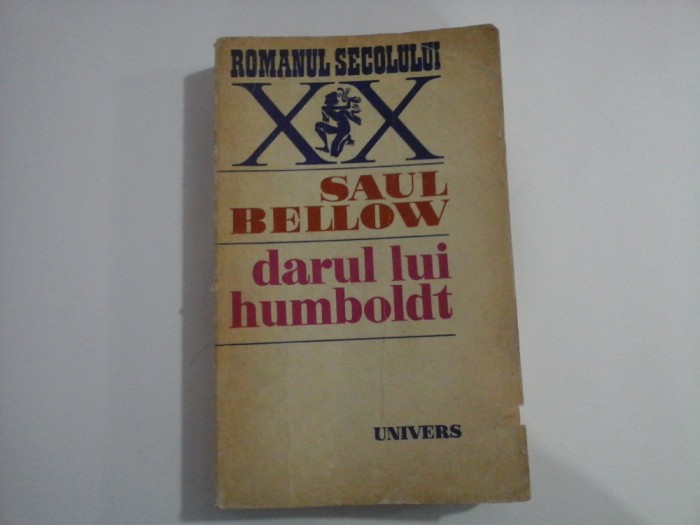 ROMANUL SECOLULUI
XX
SAUL
BELLOW
darul lui
humboldt
UNIVERS